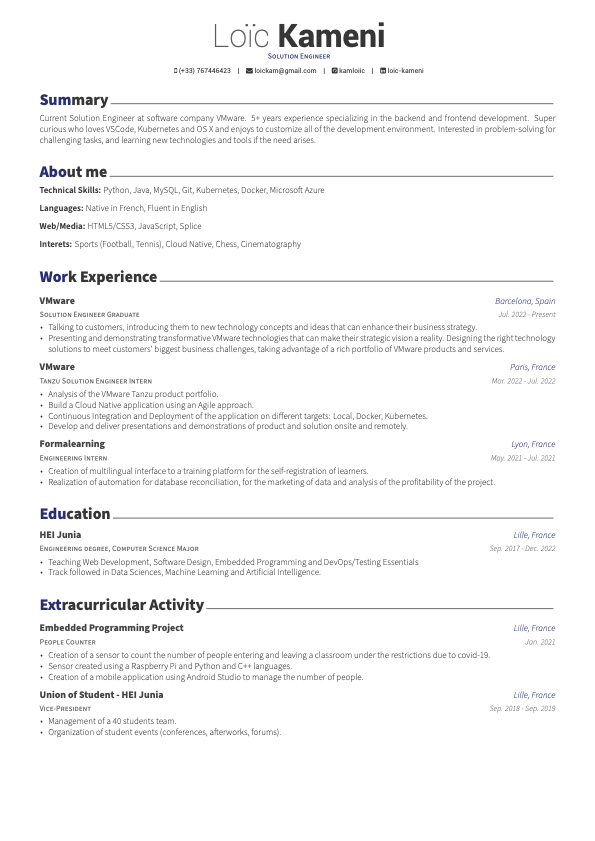 Loïc Kameni
Solution Engineer
(+33) 767446423 | loickam@gmail.com | kamloiic | loic-kameni
Summary
Current Solution Engineer at software company VMware. 5+ years experience specializing in the backend and frontend development. Super
curious who loves VSCode, Kubernetes and OS X and enjoys to customize all of the development environment. Interested in problem-solving for
challenging tasks, and learning new technologies and tools if the need arises.
About me
Technical Skills: Python, Java, MySQL, Git, Kubernetes, Docker, Microsoft Azure
Languages: Native in French, Fluent in English
Web/Media: HTML5/CSS3, JavaScript, Splice
Interets: Sports (Football, Tennis), Cloud Native, Chess, Cinematography
Work Experience
VMware Barcelona, Spain
Solution Engineer Graduate Jul. 2022 - Present
• Talking to customers, introducing them to new technology concepts and ideas that can enhance their business strategy.
• Presenting and demonstrating transformative VMware technologies that can make their strategic vision a reality. Designing the right technology
solutions to meet customers' biggest business challenges, taking advantage of a rich portfolio of VMware products and services.
VMware Paris, France
Tanzu Solution Engineer Intern Mar. 2022 - Jul. 2022
• Analysis of the VMware Tanzu product portfolio.
• Build a Cloud Native application using an Agile approach.
• Continuous Integration and Deployment of the application on different targets: Local, Docker, Kubernetes.
• Develop and deliver presentations and demonstrations of product and solution onsite and remotely.
Formalearning Lyon, France
Engineering Intern May. 2021 - Jul. 2021
• Creation of multilingual interface to a training platform for the self-registration of learners.
• Realization of automation for database reconciliation, for the marketing of data and analysis of the profitability of the project.
Education
HEI Junia Lille, France
Engineering degree, Computer Science Major Sep. 2017 - Dec. 2022
• Teaching Web Development, Software Design, Embedded Programming and DevOps/Testing Essentials
• Track followed in Data Sciences, Machine Learning and Artificial Intelligence.
Extracurricular Activity
Embedded Programming Project Lille, France
People Counter Jan. 2021
• Creation of a sensor to count the number of people entering and leaving a classroom under the restrictions due to covid-19.
• Sensor created using a Raspberry Pi and Python and C++ languages.
• Creation of a mobile application using Android Studio to manage the number of people.
Union of Student - HEI Junia Lille, France
Vice-President Sep. 2018 - Sep. 2019
• Management of a 40 students team.
• Organization of student events (conferences, afterworks, forums).